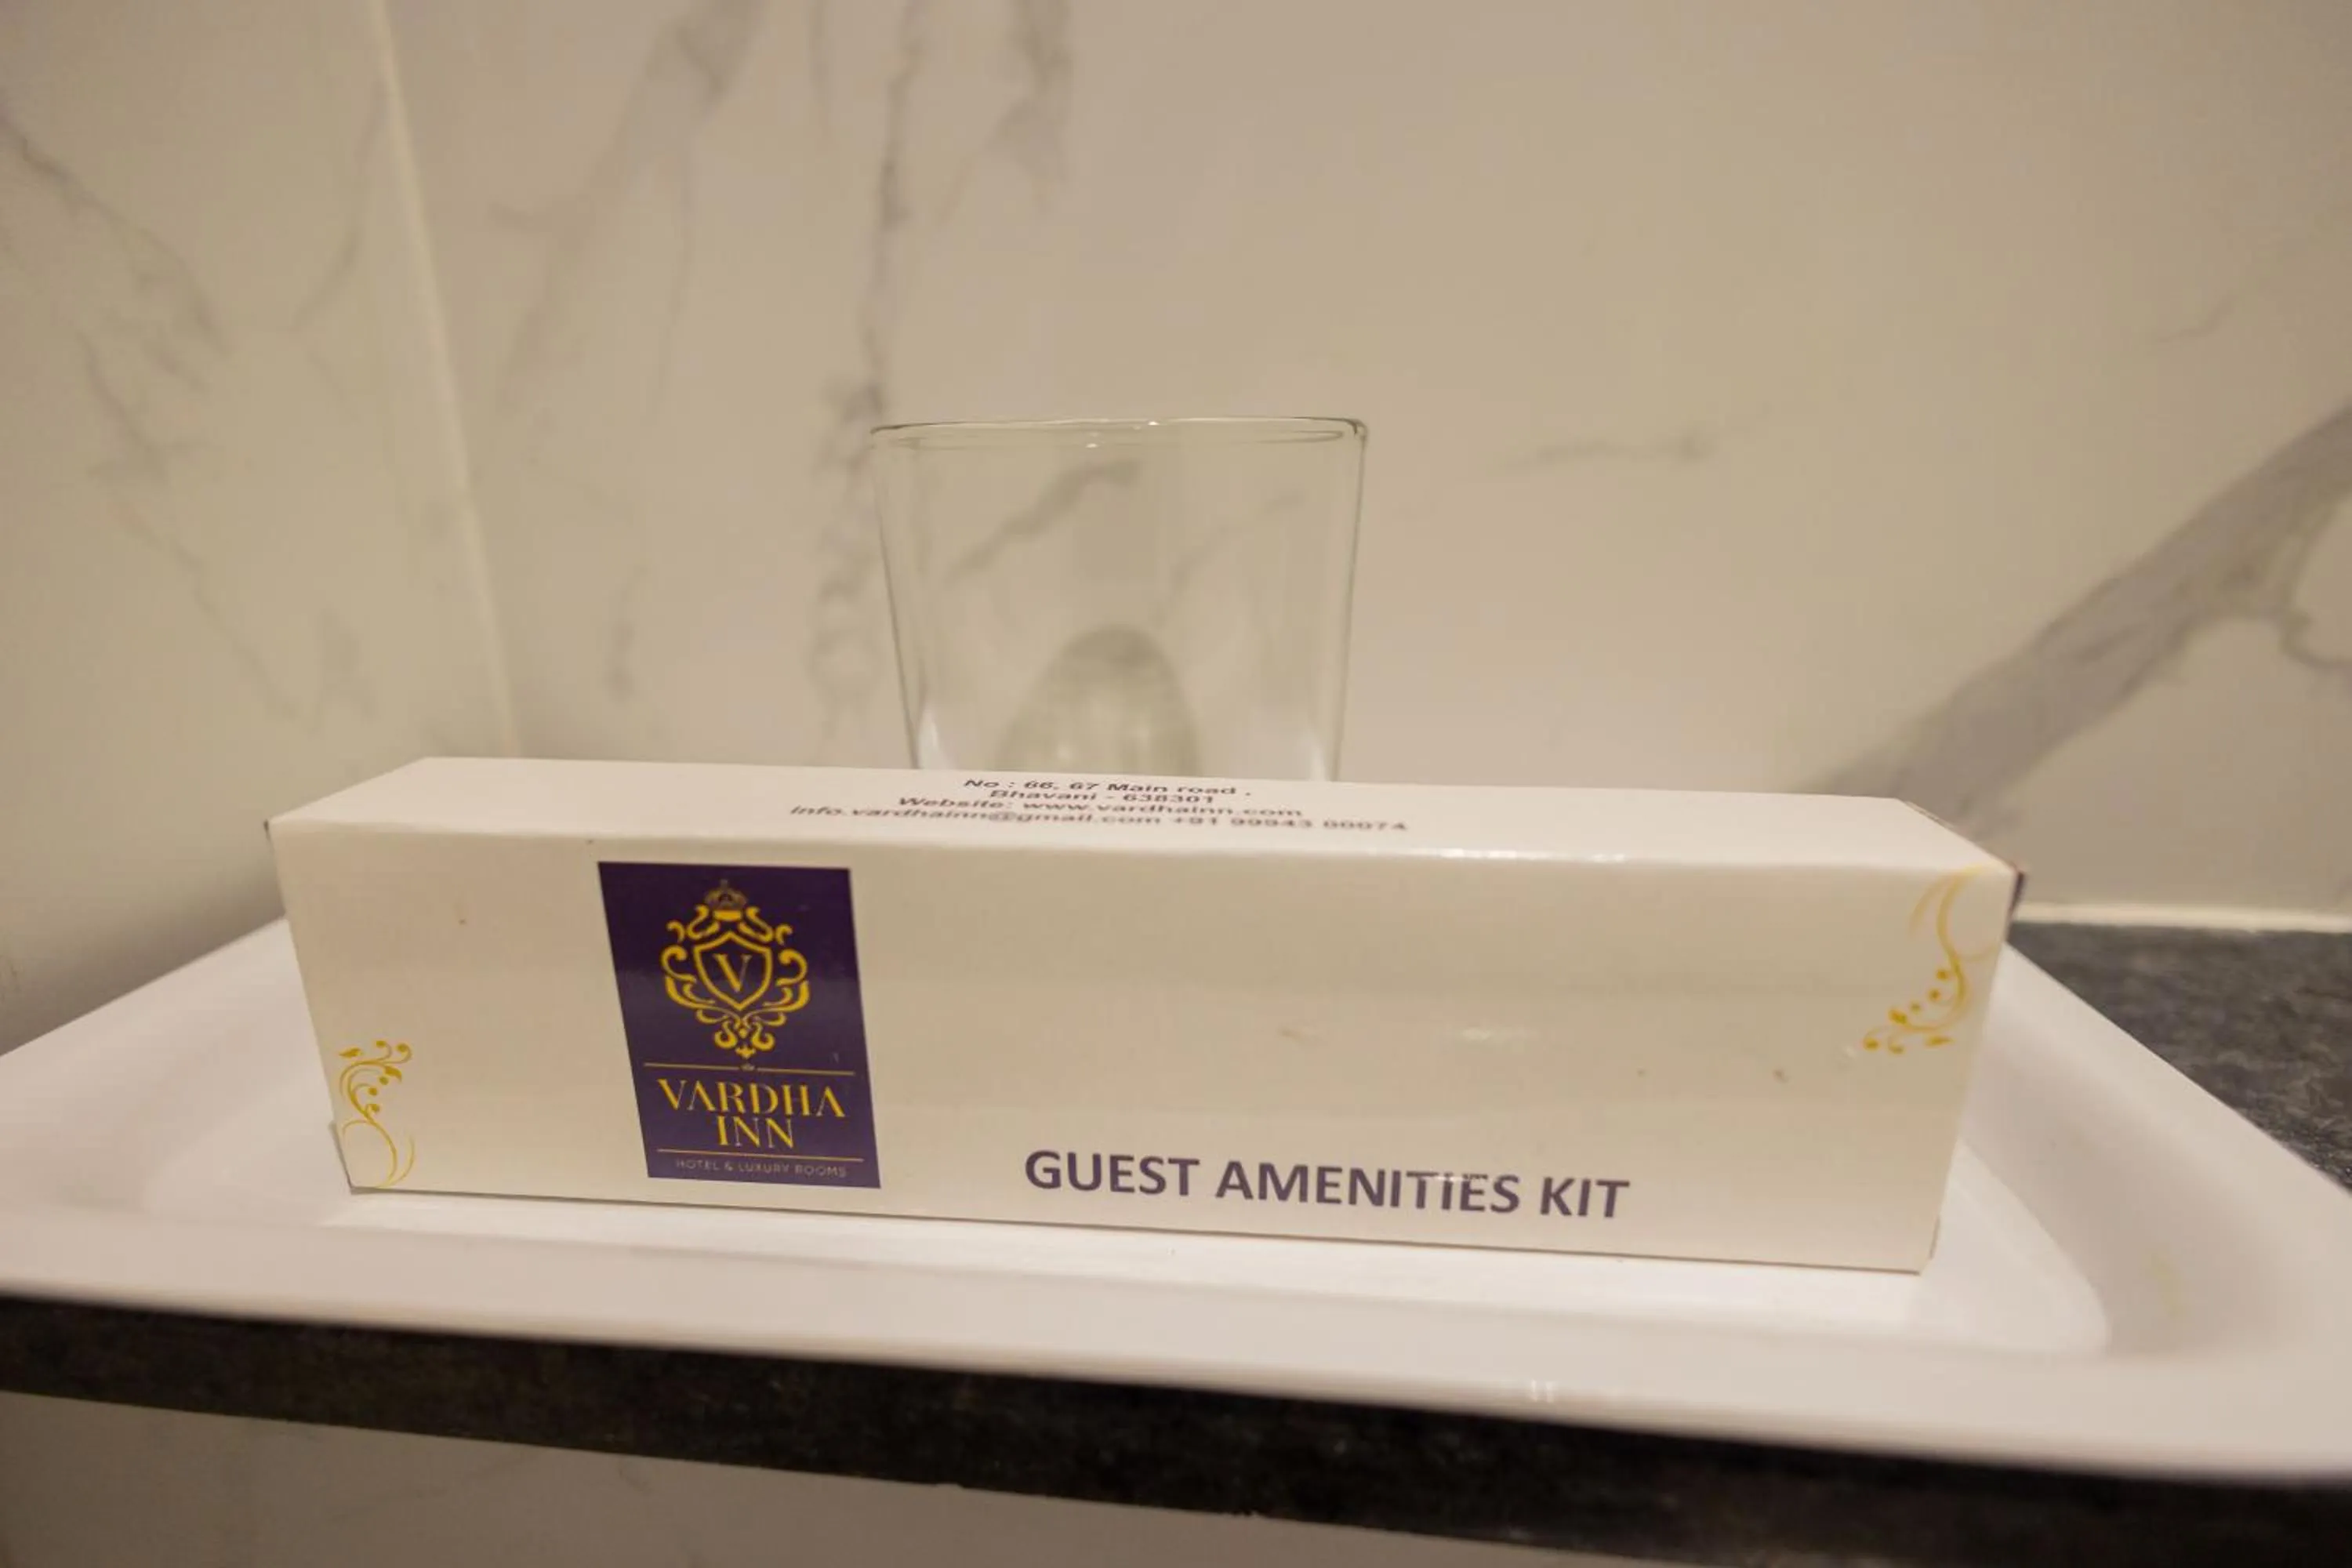 No : 66, 67 Main road .
Bhavani - 638301
Website: www.vardhainn.com
info.vardhainn@gmail.com +91 99943
V
VARDHA
INN
HOTEL & LUXURY ROOMS
GUEST AMENITIES KIT